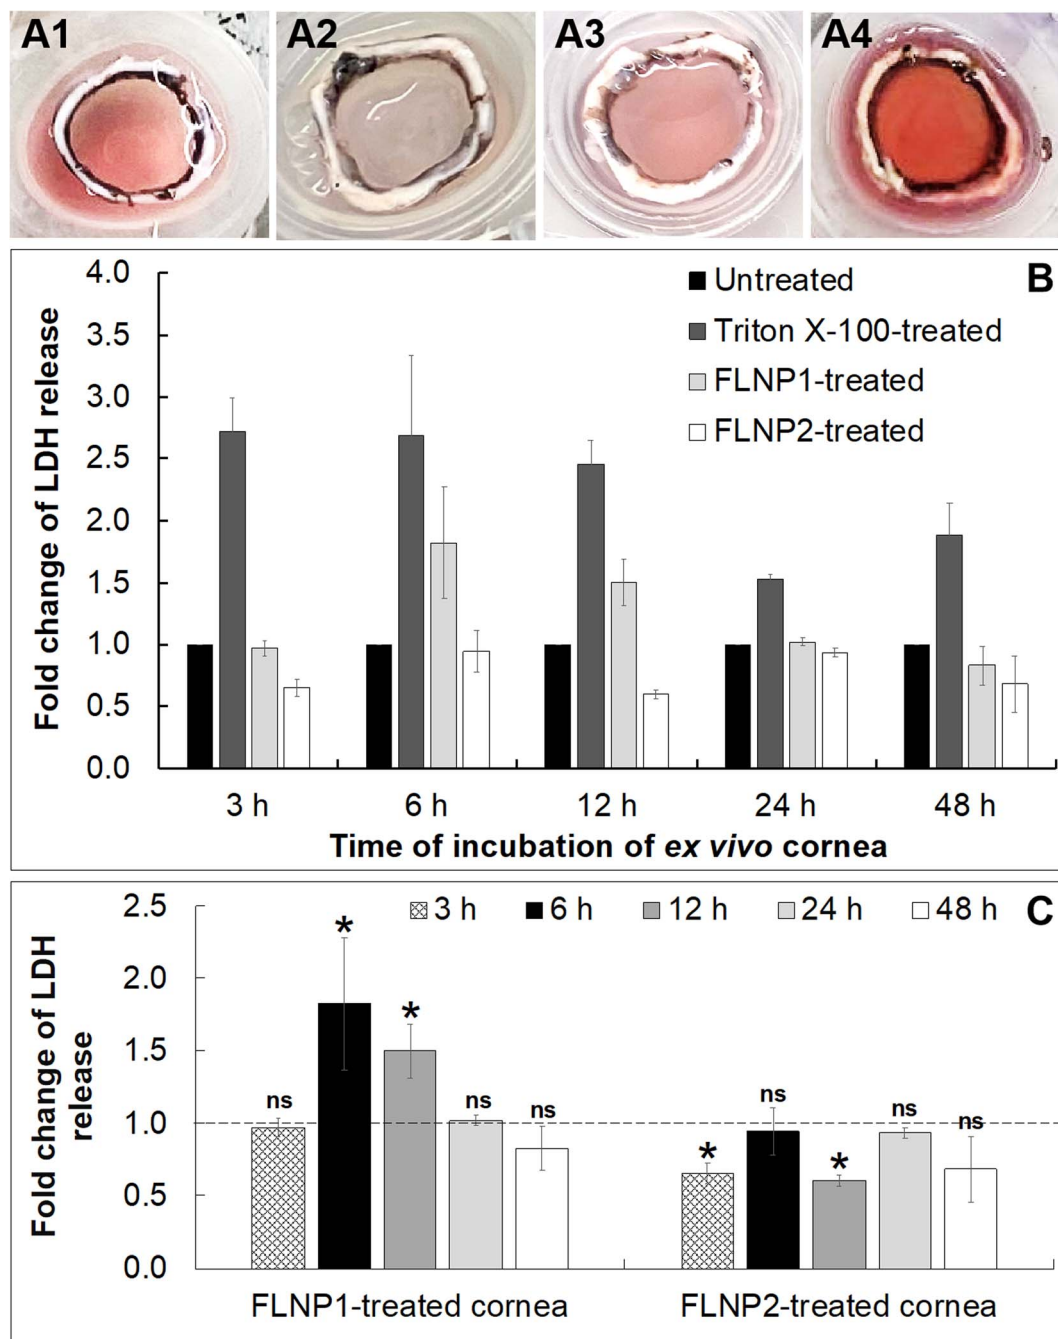 A1 A2 A3 A4
B
Fold change of LDH release
4.0
3.5
3.0
2.5
2.0
1.5
1.0
0.5
0.0
Untreated
Triton X-100-treated
FLNP1-treated
FLNP2-treated
3 h 6 h 12 h 24 h 48 h
Time of incubation of ex vivo cornea
C
Fold change of LDH
release
2.5
2.0
1.5
1.0
0.5
0.0
3 h 6 h 12 h 24 h 48 h
ns * * ns ns
* ns * ns ns
FLNP1-treated cornea FLNP2-treated cornea